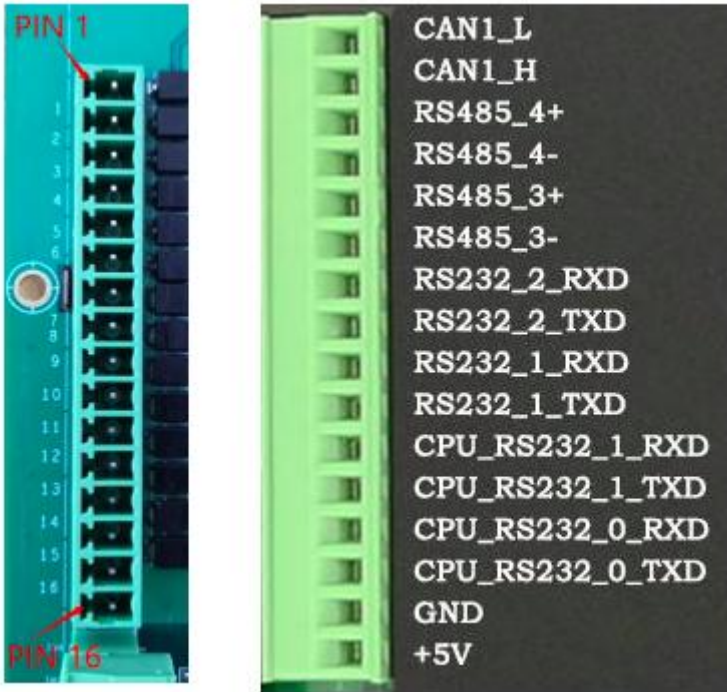 PIN 1
1
2
3
4
5
6
7
8
9
10
11
12
13
14
15
16
PIN 16
CAN1_L
CAN1_H
RS485_4+
RS485_4-
RS485_3+
RS485_3-
RS232_2_RXD
RS232_2_TXD
RS232_1_RXD
RS232_1_TXD
CPU_RS232_1_RXD
CPU_RS232_1_TXD
CPU_RS232_0_RXD
CPU_RS232_0_TXD
GND
+5V